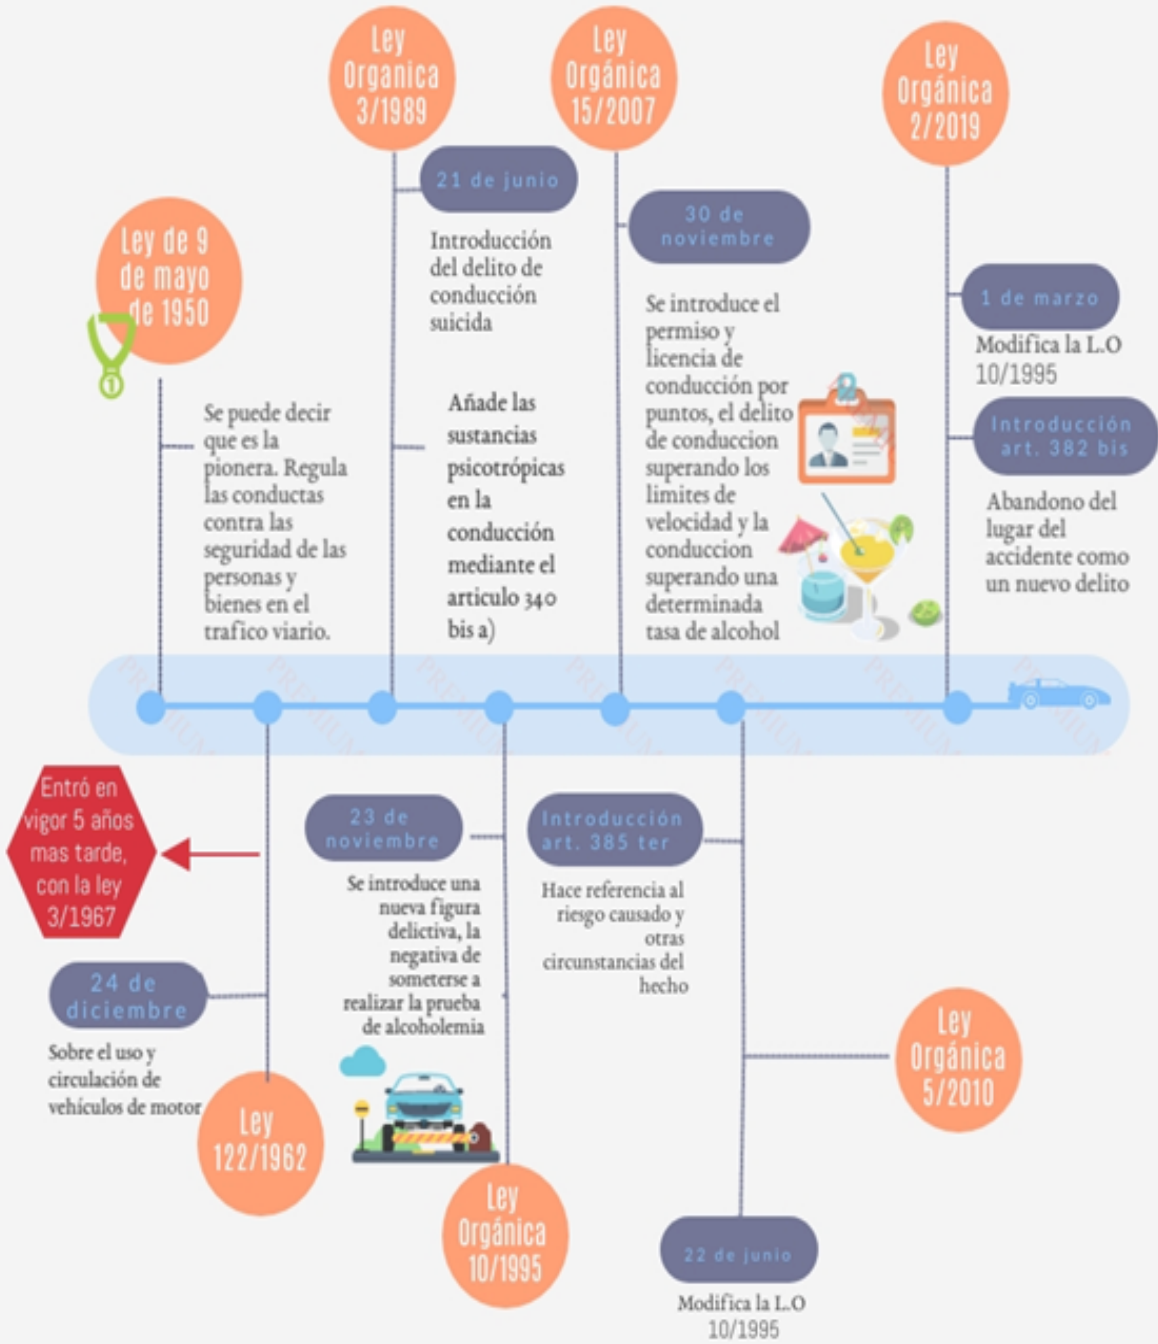 Ley de 9
de mayo
de 1950
1
Se puede decir
que es la
pionera. Regula
las conductas
contra las
seguridad de las
personas y
bienes en el
trafico viario.
Ley
Organica
3/1989
21 de junio
Introducción
del delito de
conducción
suicida
Añade las
sustancias
psicotrópicas
en la
conducción
mediante el
articulo 340
bis a)
Ley
Orgánica
15/2007
30 de
noviembre
Se introduce el
permiso y
licencia de
conducción por
puntos, el delito
de conduccion
superando los
limites de
velocidad y la
conduccion
superando una
determinada
tasa de alcohol
Ley
Orgánica
2/2019
1 de marzo
Modifica la L.O
10/1995
Introducción
art. 382 bis
Abandono del
lugar del
accidente como
un nuevo delito
PREMIUM
PREMIUM
PREMIUM
PREMIUM
PREMIUM
PREMIUM
PREMIUM
Entró en
vigor 5 años
mas tarde,
con la ley
3/1967
24 de
diciembre
Sobre el uso y
circulación de
vehículos de motor
Ley
122/1962
23 de
noviembre
Se introduce una
nueva figura
delictiva, la
negativa de
someterse a
realizar la prueba
de alcoholemia
Ley
Orgánica
10/1995
Introducción
art. 385 ter
Hace referencia al
riesgo causado y
otras
circunstancias del
hecho
Ley
Orgánica
5/2010
22 de junio
Modifica la L.O
10/1995